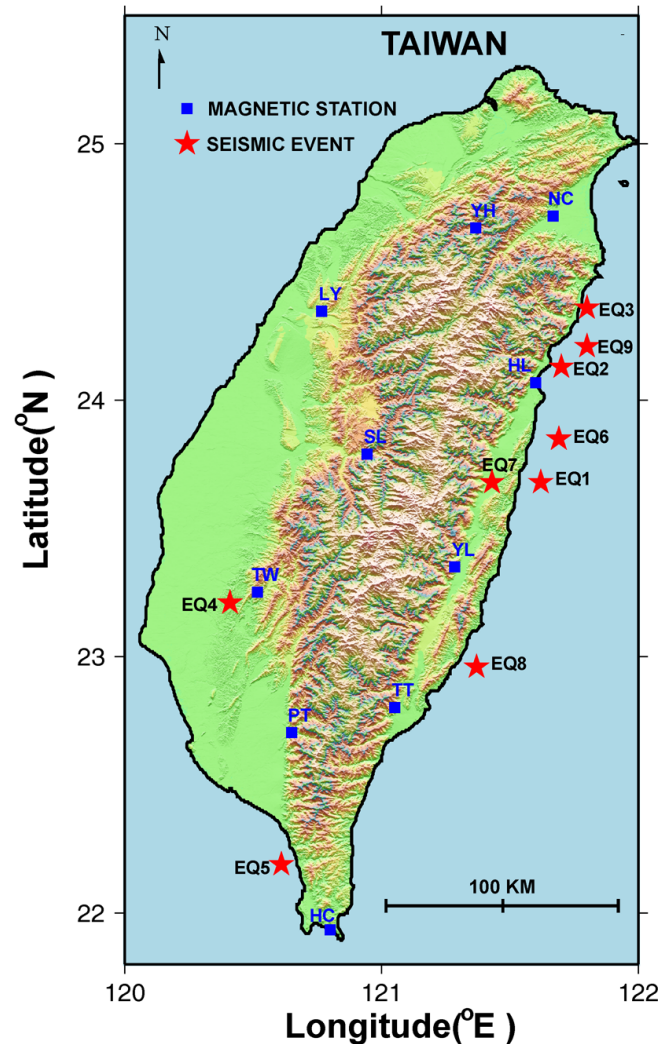 N
TAIWAN
MAGNETIC STATION
SEISMIC EVENT
25
YH
NC
LY
EQ3
EQ9
HL
EQ2
24
SL
EQ6
EQ7
EQ1
YL
TW
EQ4
23
EQ8
TT
PT
EQ5
100 KM
22
HC
120
121
122
Latitude(°N)
Longitude(°E )